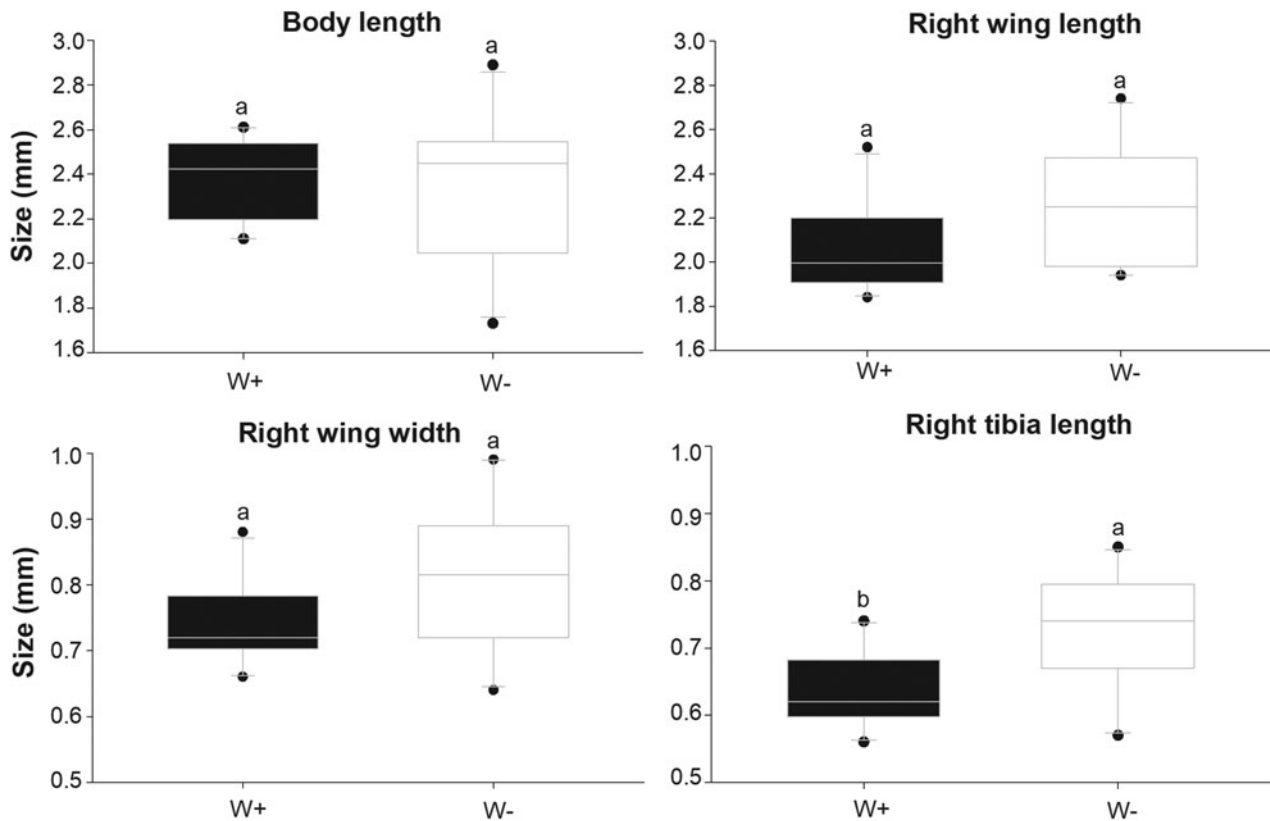 Body length
Size (mm)
3.0
2.8
2.6
2.4
2.2
2.0
1.8
1.6
a
a
W+
W-
Right wing length
3.0
2.8
2.6
2.4
2.2
2.0
1.8
1.6
a
a
W+
W-
Right wing width
Size (mm)
1.0
0.9
0.8
0.7
0.6
0.5
a
a
W+
W-
Right tibia length
1.0
0.9
0.8
0.7
0.6
0.5
b
a
W+
W-